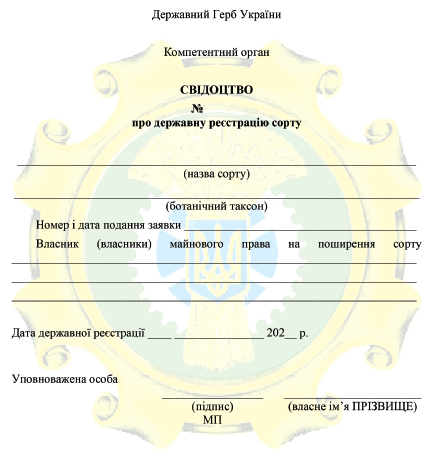 Державний Герб України
Компетентний орган
СВІДОЦТВО
№
про державну реєстрацію сорту
(назва сорту)
(ботанічний таксон)
Номер і дата подання заявки
Власник (власники) майнового права на поширення сорту
Дата державної реєстрації ____ _______________ 202__ р.
Уповноважена особа
(підпис) (власне ім’я ПРІЗВИЩЕ)
МП